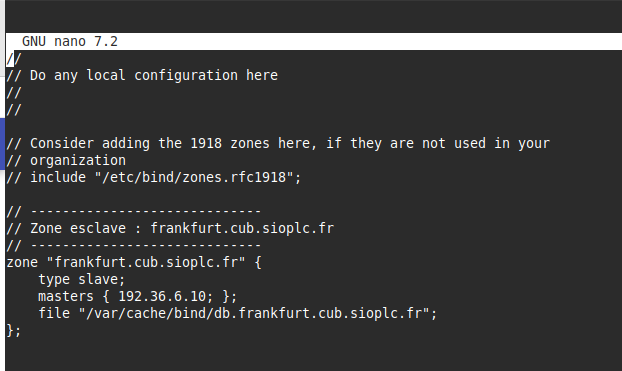 GNU nano 7.2
//
// Do any local configuration here
//
//
// Consider adding the 1918 zones here, if they are not used in your
// organization
// include "/etc/bind/zones.rfc1918";
// -----------------------------
// Zone esclave : frankfurt.cub.sioplc.fr
// -----------------------------
zone "frankfurt.cub.sioplc.fr" {
    type slave;
    masters { 192.36.6.10; };
    file "/var/cache/bind/db.frankfurt.cub.sioplc.fr";
};